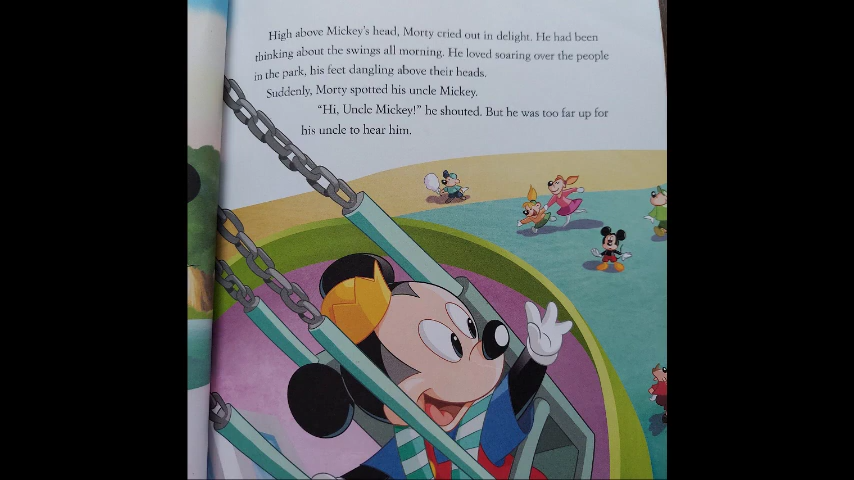 High above Mickey's head, Morty cried out in delight. He had been
thinking about the swings all morning. He loved soaring over the people
in the park, his feet dangling above their heads.
Suddenly, Morty spotted his uncle Mickey.
"Hi, Uncle Mickey!" he shouted. But he was too far up for
his uncle to hear him.